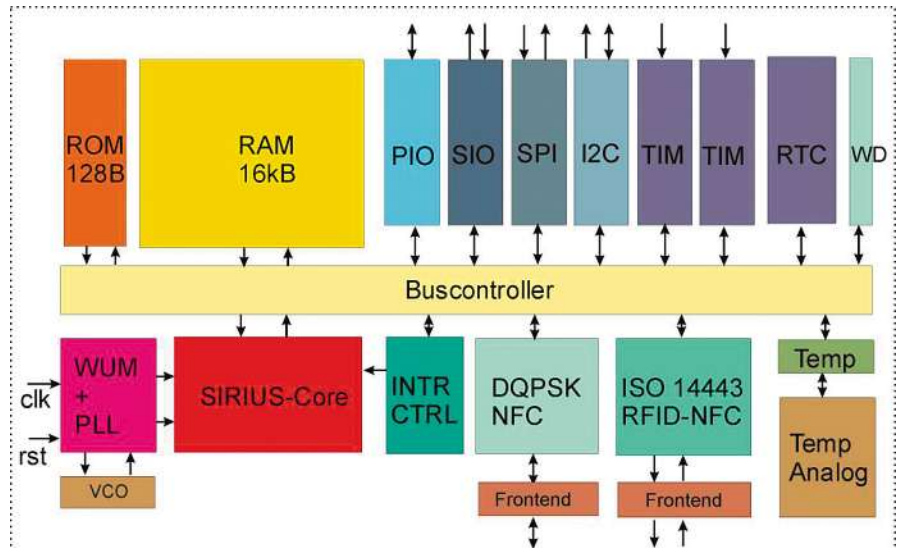 ROM
128B
RAM
16kB
PIO
SIO
SPI
I2C
TIM
TIM
RTC
WD
Buscontroller
clk
rst
WUM
+
PLL
VCO
SIRIUS-Core
INTR
CTRL
DQPSK
NFC
Frontend
ISO 14443
RFID-NFC
Frontend
Temp
Temp
Analog